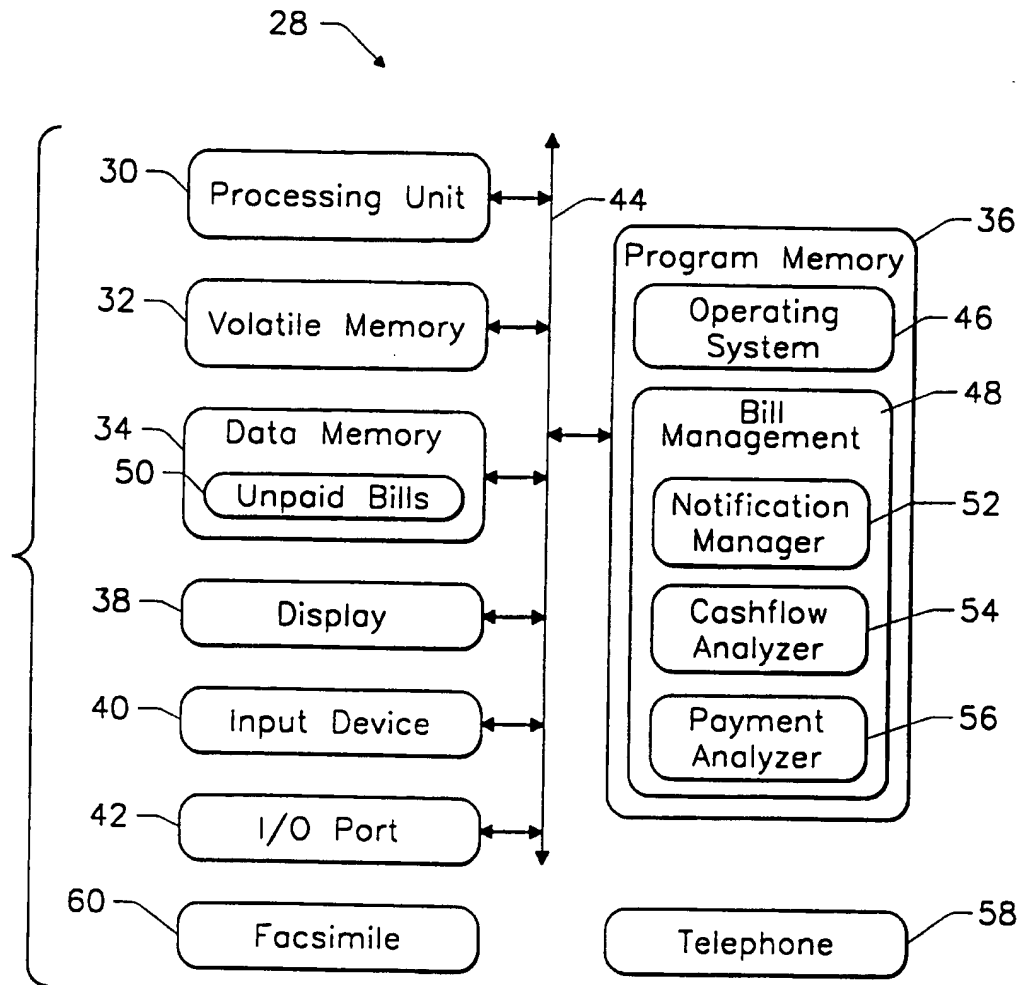 28
30
Processing Unit
44
36
Program Memory
32
Volatile Memory
Operating
System
46
34
Data Memory
50
Unpaid Bills
Bill
Management
48
Notification
Manager
52
38
Display
Cashflow
Analyzer
54
40
Input Device
Payment
Analyzer
56
42
I/O Port
60
Facsimile
Telephone
58